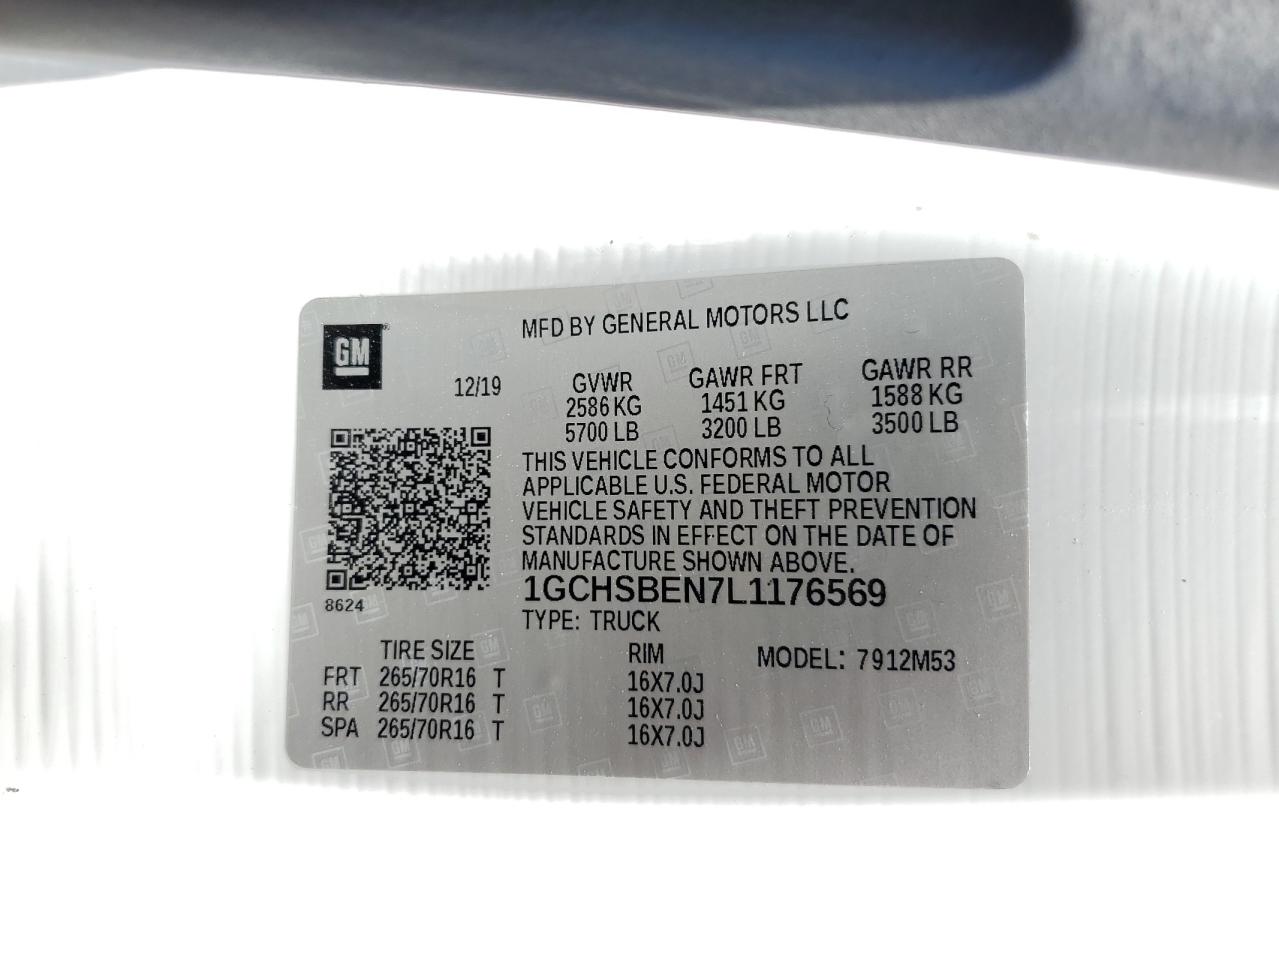 MFD BY GENERAL MOTORS LLC
GM
12/19
GVWR GAWR FRT GAWR RR
2586 KG 1451 KG 1588 KG
5700 LB 3200 LB 3500 LB
THIS VEHICLE CONFORMS TO ALL
APPLICABLE U.S. FEDERAL MOTOR
VEHICLE SAFETY AND THEFT PREVENTION
STANDARDS IN EFFECT ON THE DATE OF
MANUFACTURE SHOWN ABOVE.
1GCHSBEN7L1176569
8624
TYPE: TRUCK
TIRE SIZE RIM MODEL: 7912M53
FRT 265/70R16 T 16X7.0J
RR 265/70R16 T 16X7.0J
SPA 265/70R16 T 16X7.0J